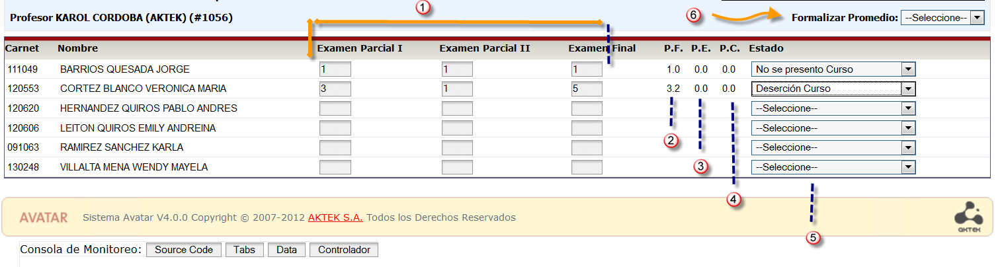 1
6
Profesor KAROL CORDOBA (AKTEK) (#1056) Formalizar Promedio: --Seleccione--
Carnet Nombre Examen Parcial I Examen Parcial II Examen Final P.F. P.E. P.C. Estado
111049 BARRIOS QUESADA JORGE 1 1 1 1.0 0.0 0.0 No se presento Curso
120553 CORTEZ BLANCO VERONICA MARIA 3 1 5 3.2 0.0 0.0 Deserción Curso
120620 HERNANDEZ QUIROS PABLO ANDRES --Seleccione--
120606 LEITON QUIROS EMILY ANDREINA --Seleccione--
2
091063 RAMIREZ SANCHEZ KARLA --Seleccione--
130248 VILLALTA MENA WENDY MAYELA --Seleccione--
3
4
AVATAR Sistema Avatar V4.0.0 Copyright © 2007-2012 AKTEK S.A. Todos los Derechos Reservados
AKTEK
5
Consola de Monitoreo: Source Code Tabs Data Controlador